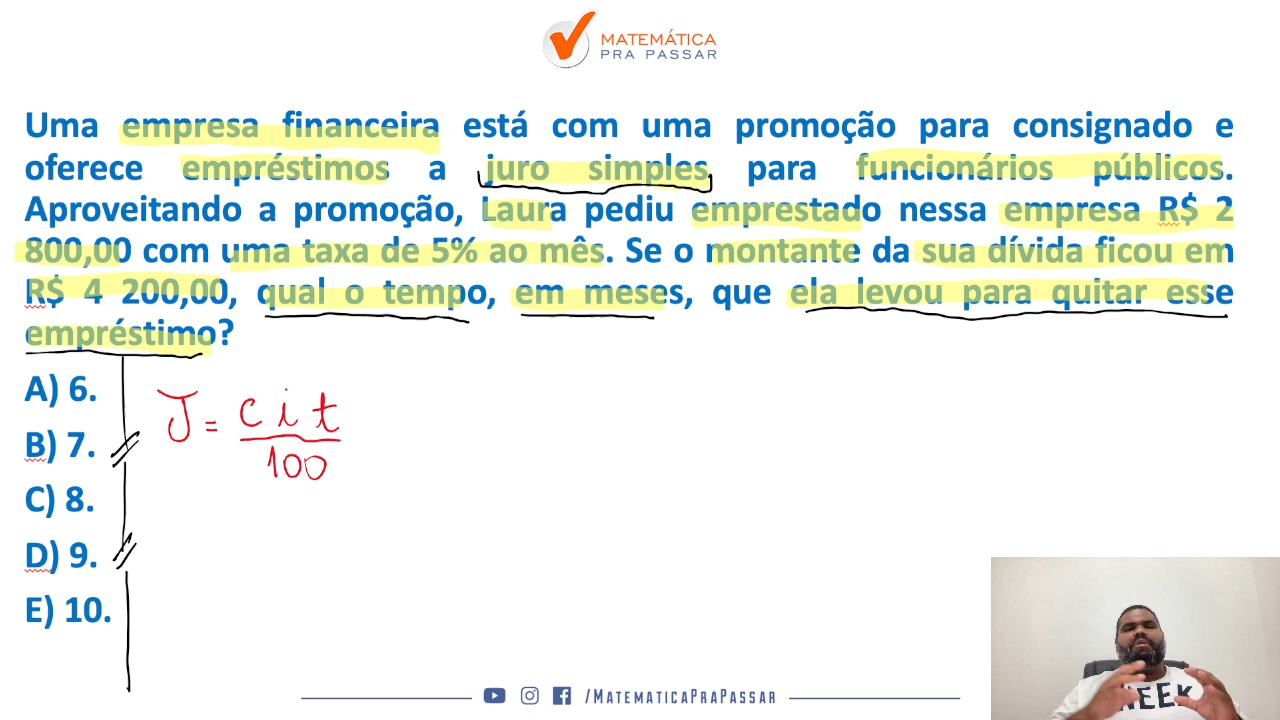 MATEMÁTICA
PRA PASSAR
Uma empresa financeira está com uma promoção para consignado e
oferece empréstimos a juro simples para funcionários públicos.
Aproveitando a promoção, Laura pediu emprestado nessa empresa R$ 2
800,00 com uma taxa de 5% ao mês. Se o montante da sua dívida ficou em
R$ 4 200,00, qual o tempo, em meses, que ela levou para quitar esse
empréstimo?
A) 6.
B) 7.
C) 8.
D) 9.
E) 10.
J = c i t
100
/MATEMATICAPRAPASSAR
NEEK